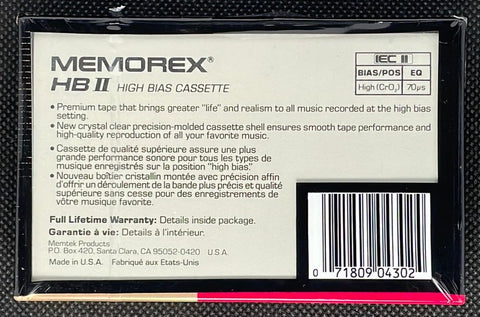 MEMOREX®
HB II HIGH BIAS CASSETTE
IEC II
BIAS/POS EQ
High (CrO₂) 70µs
• Premium tape that brings greater "life" and realism to all music recorded at the high bias
setting.
• New crystal clear precision-molded cassette shell ensures smooth tape performance and
high-quality reproduction of all your favorite music.
• Cassette de qualité supérieure assure une plus
grande performance sonore pour tous les types de
musique enregistrés sur la position "high bias".
• Nouveau boîtier cristallin montée avec précision afin
d'offrir un déroulement de la bande plus précis et qualité
supérieure sans cesse pour des enregistrements de
votre musique favorite.
Full Lifetime Warranty: Details inside package.
Garantie à vie: Détails à l'intérieur.
Memtek Products
P.O. Box 420, Santa Clara, CA 95052-0420 U.S.A.
Made in U.S.A. Fabriqué aux Etats-Unis
0 71809 04302